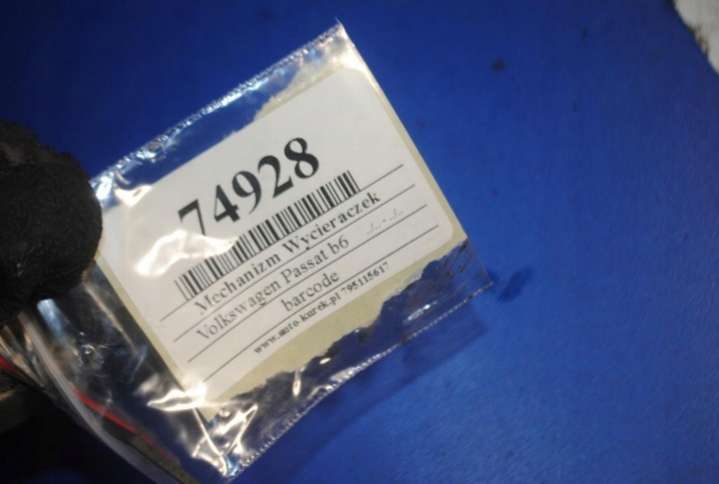 74928
Mechanizm Wycieraczek
Volkswagen Passat b6 ../.. - ../..
barcode
www.auto-kurek.pl 795115617